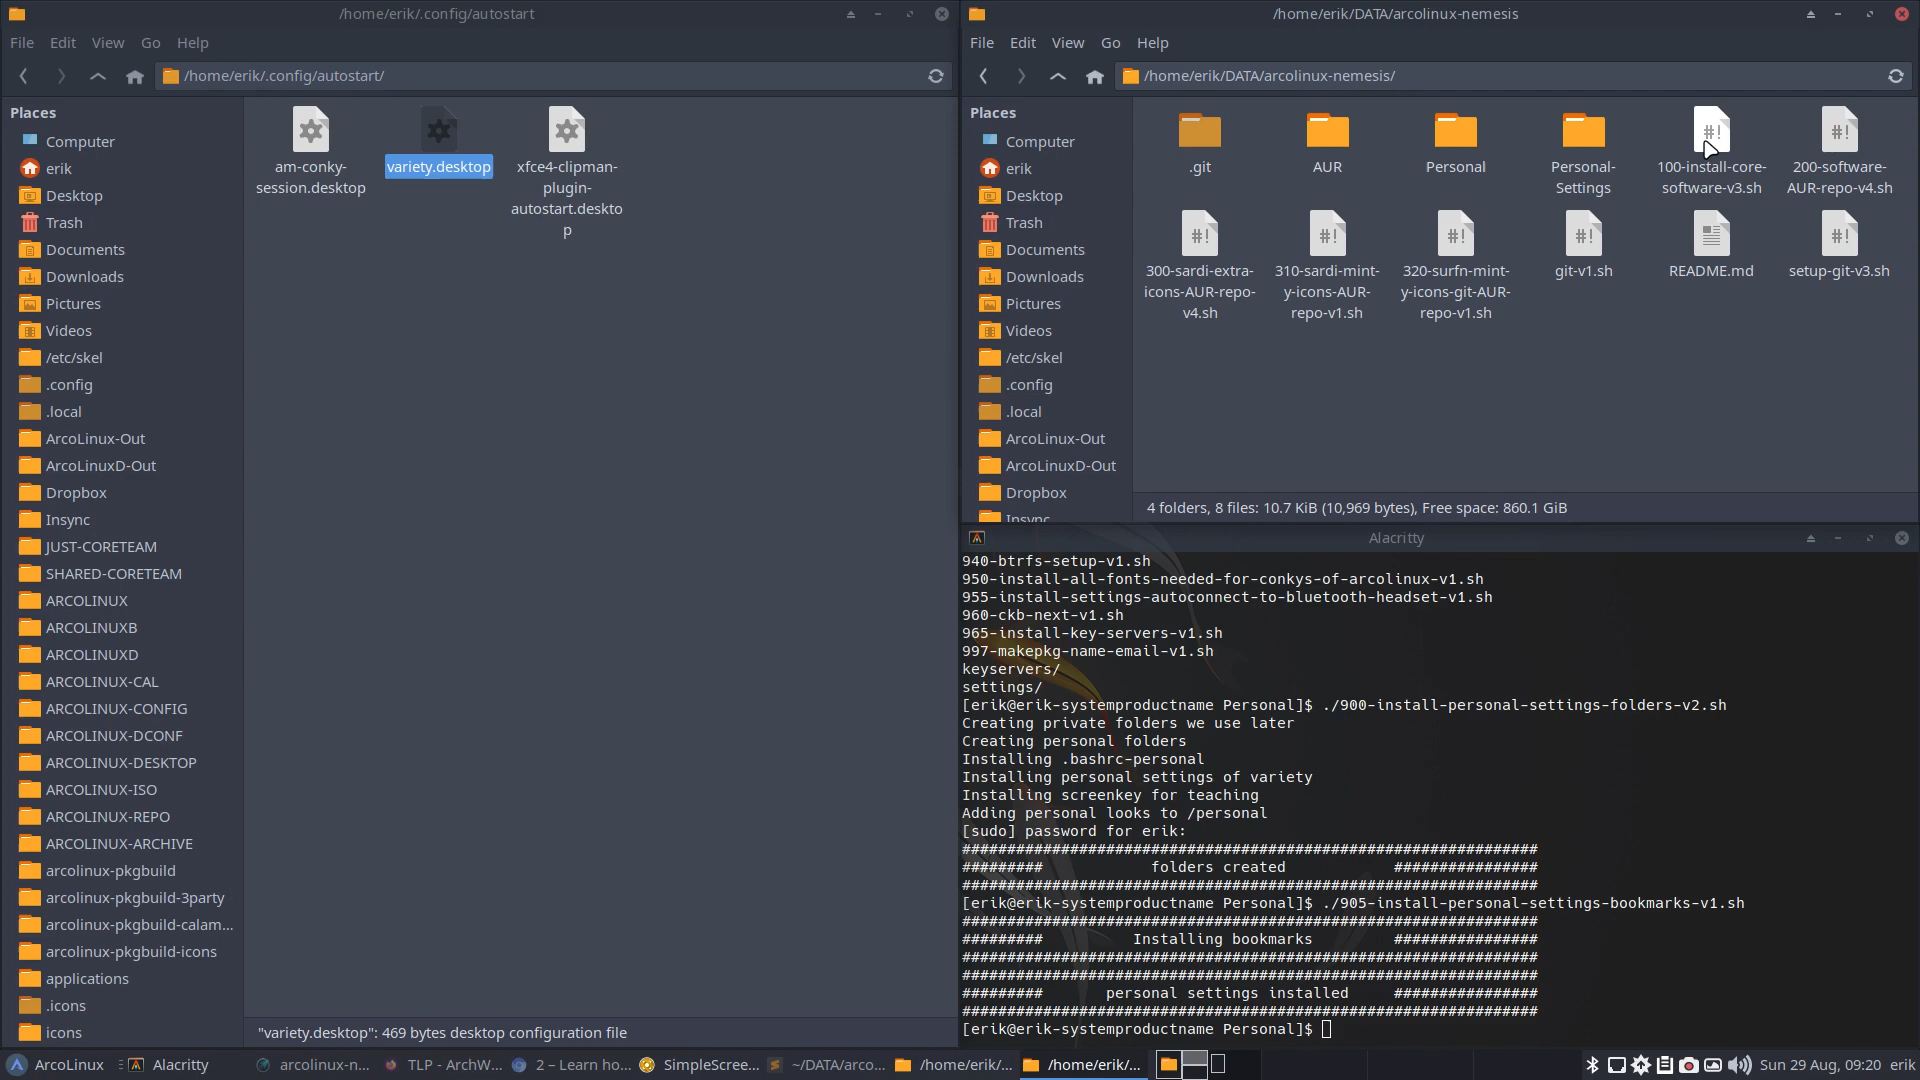 /home/erik/.config/autostart
File Edit View Go Help
/home/erik/.config/autostart/
Places
Computer
erik
Desktop
Trash
Documents
Downloads
Pictures
Videos
/etc/skel
.config
.local
ArcoLinux-Out
ArcoLinuxD-Out
Dropbox
Insync
JUST-CORETEAM
SHARED-CORETEAM
ARCOLINUX
ARCOLINUXB
ARCOLINUXD
ARCOLINUX-CAL
ARCOLINUX-CONFIG
ARCOLINUX-DCONF
ARCOLINUX-DESKTOP
ARCOLINUX-ISO
ARCOLINUX-REPO
ARCOLINUX-ARCHIVE
arcolinux-pkgbuild
arcolinux-pkgbuild-3party
arcolinux-pkgbuild-calam...
arcolinux-pkgbuild-icons
applications
.icons
icons
am-conky-
session.desktop
variety.desktop
xfce4-clipman-
plugin-
autostart.deskto
p
"variety.desktop": 469 bytes desktop configuration file
/home/erik/DATA/arcolinux-nemesis
File Edit View Go Help
/home/erik/DATA/arcolinux-nemesis/
Places
Computer
erik
Desktop
Trash
Documents
Downloads
Pictures
Videos
/etc/skel
.config
.local
ArcoLinux-Out
ArcoLinuxD-Out
Dropbox
Insync
.git
AUR
Personal
Personal-
Settings
#!
100-install-core-
software-v3.sh
#!
200-software-
AUR-repo-v4.sh
#!
300-sardi-extra-
icons-AUR-repo-
v4.sh
#!
310-sardi-mint-
y-icons-AUR-
repo-v1.sh
#!
320-surfn-mint-
y-icons-git-AUR-
repo-v1.sh
#!
git-v1.sh
README.md
#!
setup-git-v3.sh
4 folders, 8 files: 10.7 KiB (10,969 bytes), Free space: 860.1 GiB
Alacritty
940-btrfs-setup-v1.sh
950-install-all-fonts-needed-for-conkys-of-arcolinux-v1.sh
955-install-settings-autoconnect-to-bluetooth-headset-v1.sh
960-ckb-next-v1.sh
965-install-key-servers-v1.sh
997-makepkg-name-email-v1.sh
keyservers/
settings/
[erik@erik-systemproductname Personal]$ ./900-install-personal-settings-folders-v2.sh
Creating private folders we use later
Creating personal folders
Installing .bashrc-personal
Installing personal settings of variety
Installing screenkey for teaching
Adding personal looks to /personal
[sudo] password for erik:
################################################################
######### folders created ################
################################################################
[erik@erik-systemproductname Personal]$ ./905-install-personal-settings-bookmarks-v1.sh
################################################################
######### Installing bookmarks ################
################################################################
################################################################
######### personal settings installed ################
################################################################
[erik@erik-systemproductname Personal]$
ArcoLinux Alacritty arcolinux-n... TLP - ArchW... 2 – Learn ho... SimpleScree... ~/DATA/arco... /home/erik/... /home/erik/... Sun 29 Aug, 09:20 erik